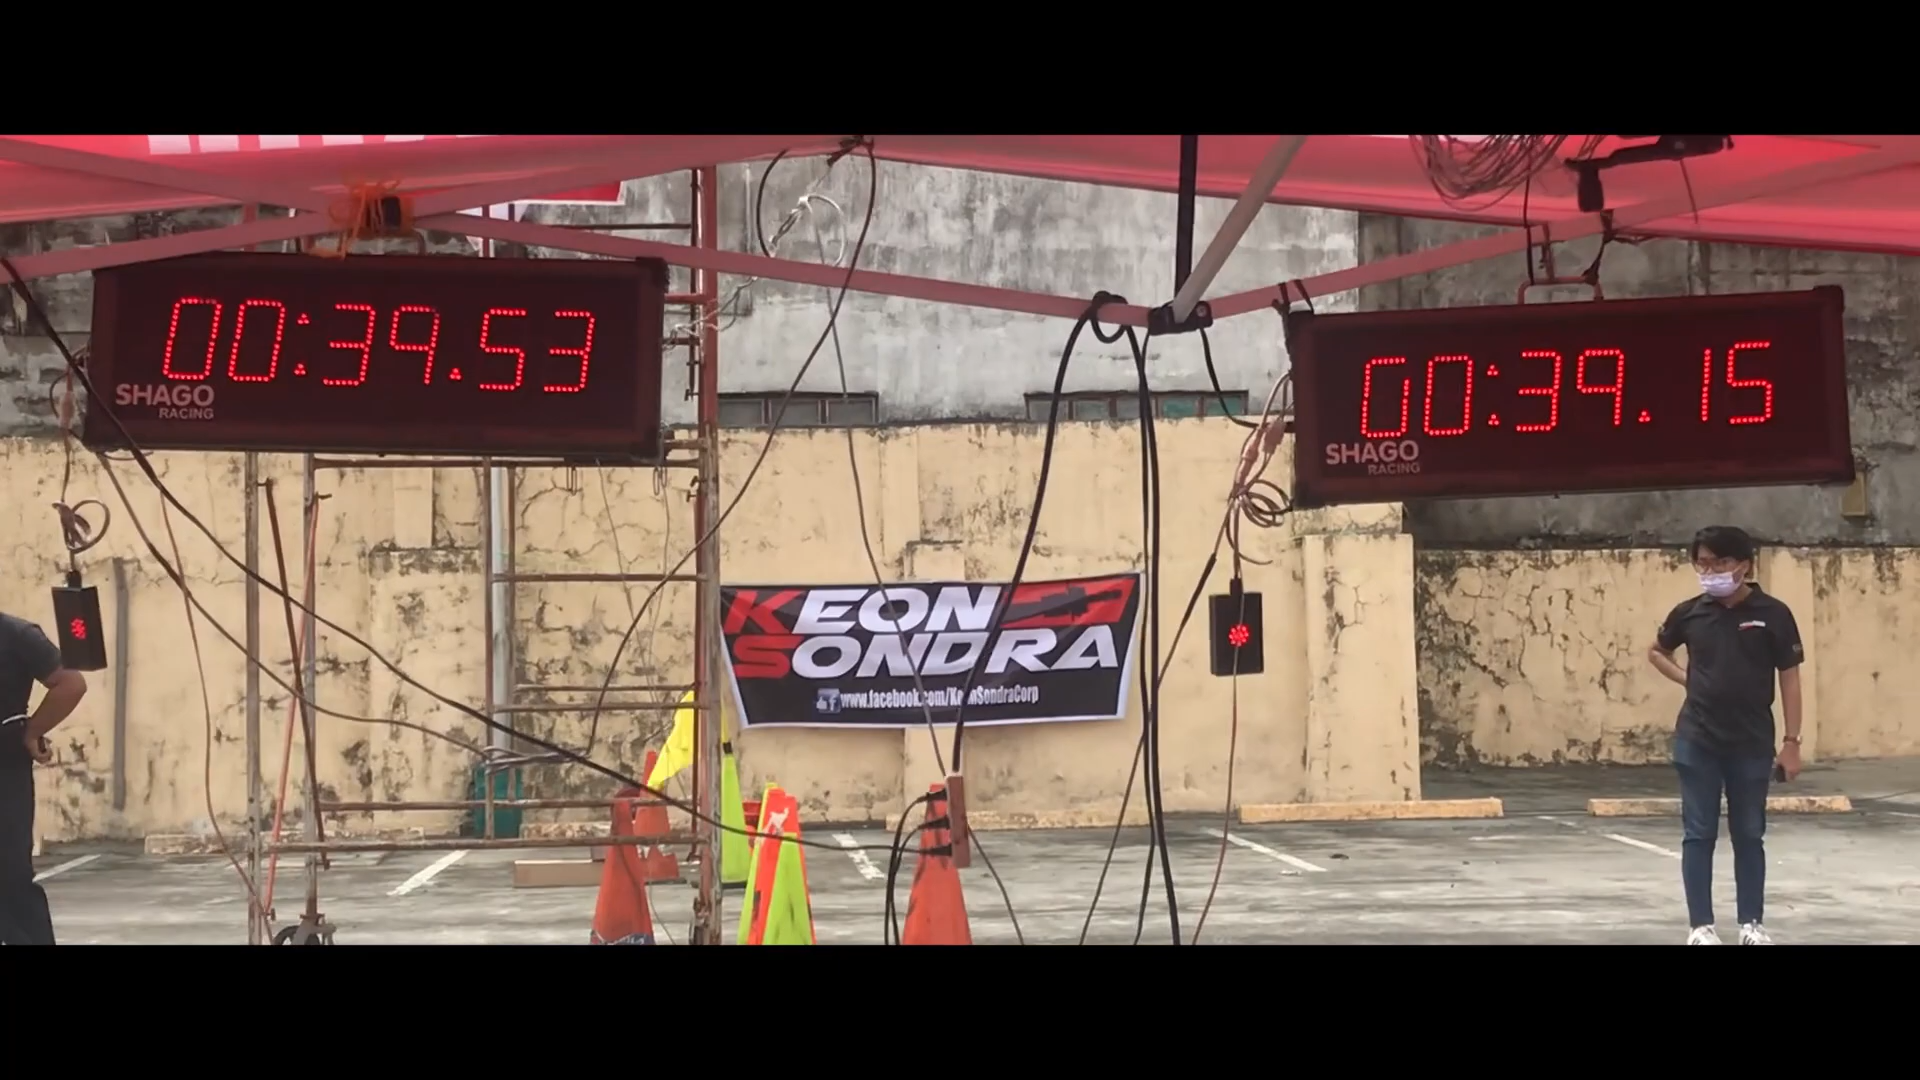 00:39.53
SHAGO
RACING
00:39.15
SHAGO
RACING
KEON
SONDRA
www.facebook.com/KeonSondraCorp